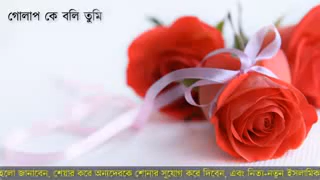 গোলাপ কে বলি তুমি
হলো জানাবেন, শেয়ার করে অন্যদেরকে শোনার সুযোগ করে দিবেন, এবং নিত্য-নতুন ইসলামিক